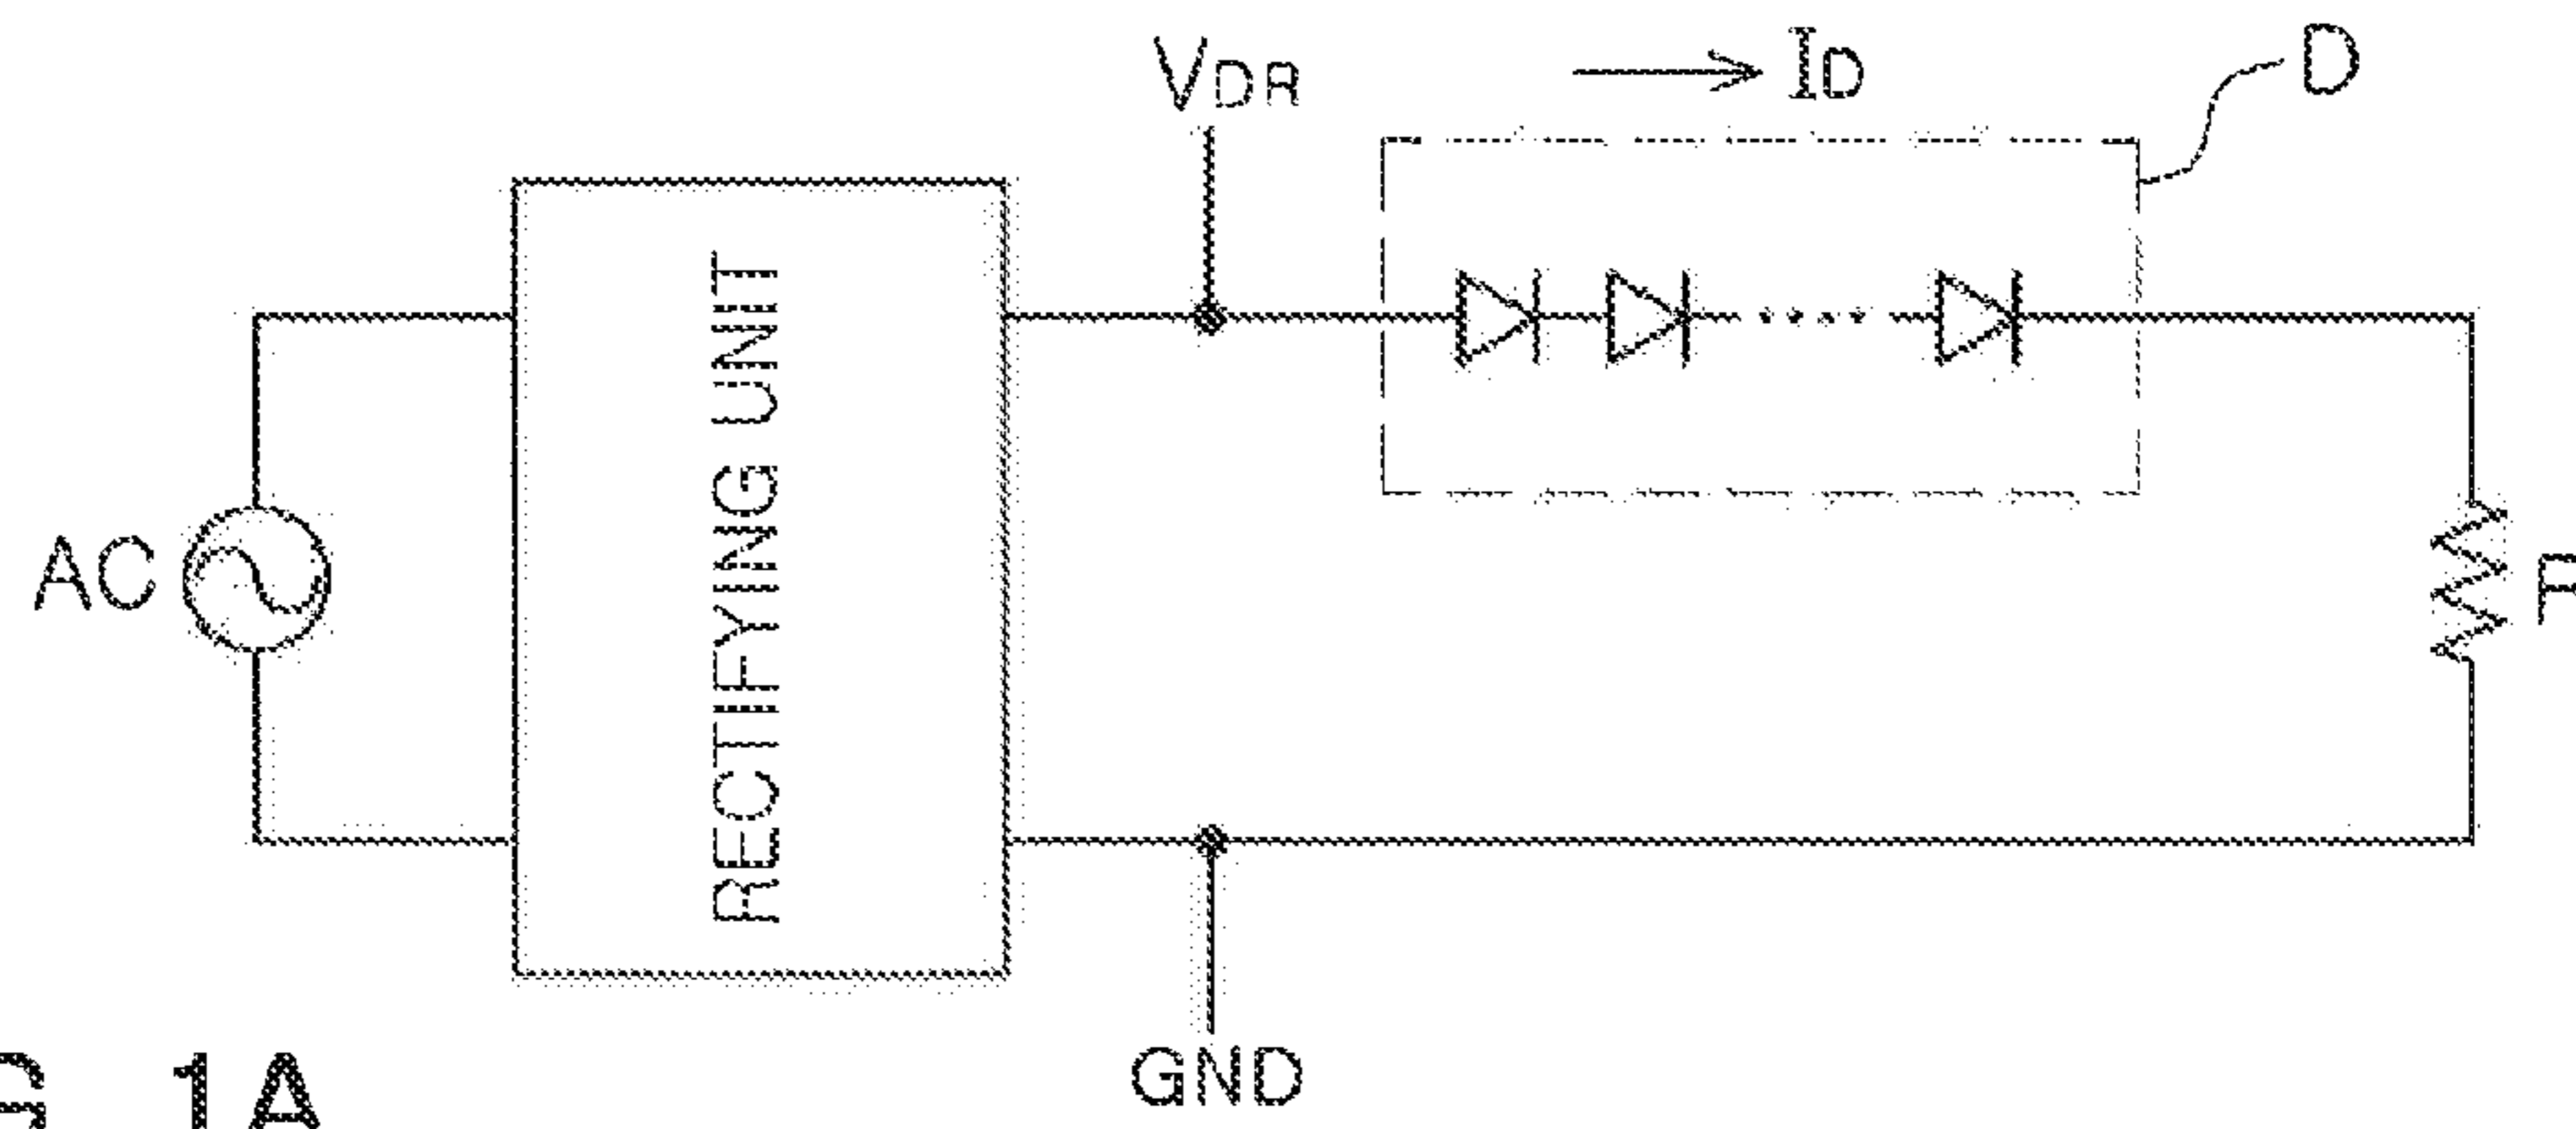 VDR
ID
D
RECTIFYING UNIT
AC
R
GND
1A